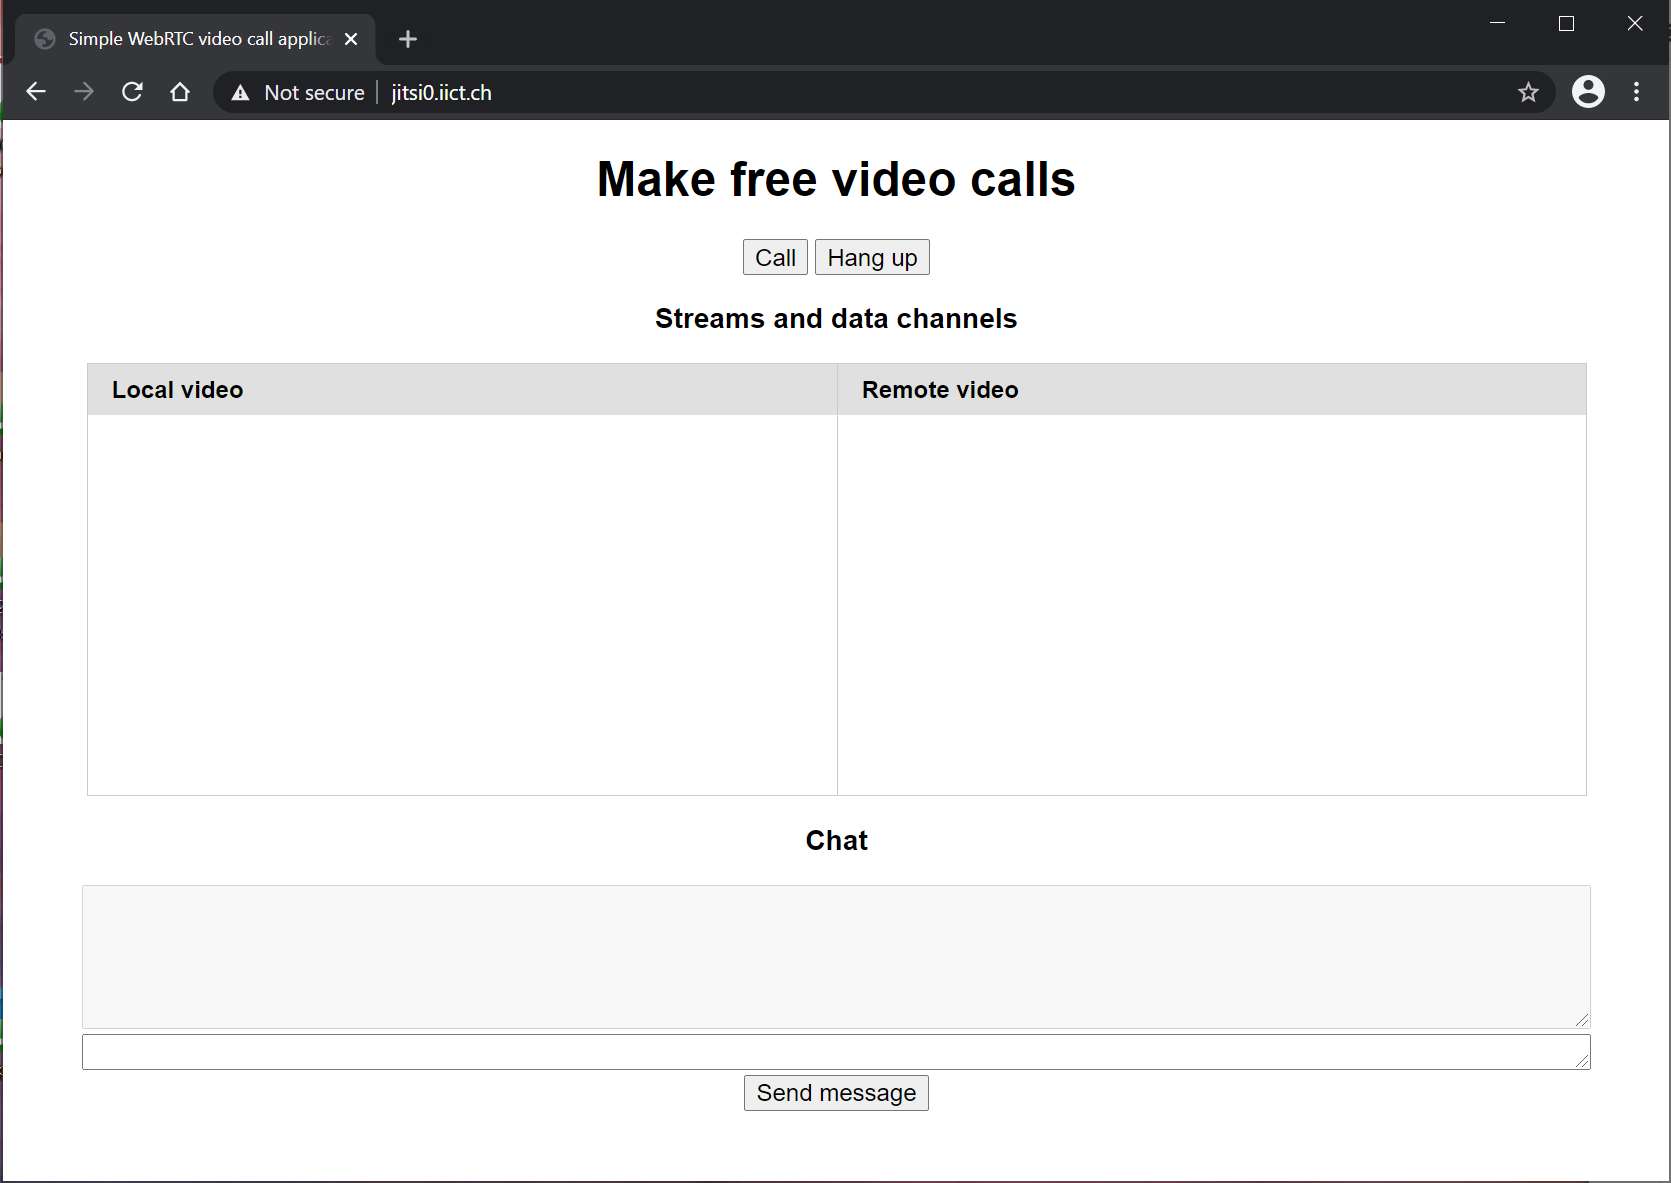 Simple WebRTC video call applic
Not secure jitsi0.iict.ch
Make free video calls
Call Hang up
Streams and data channels
Local video Remote video
Chat
Send message